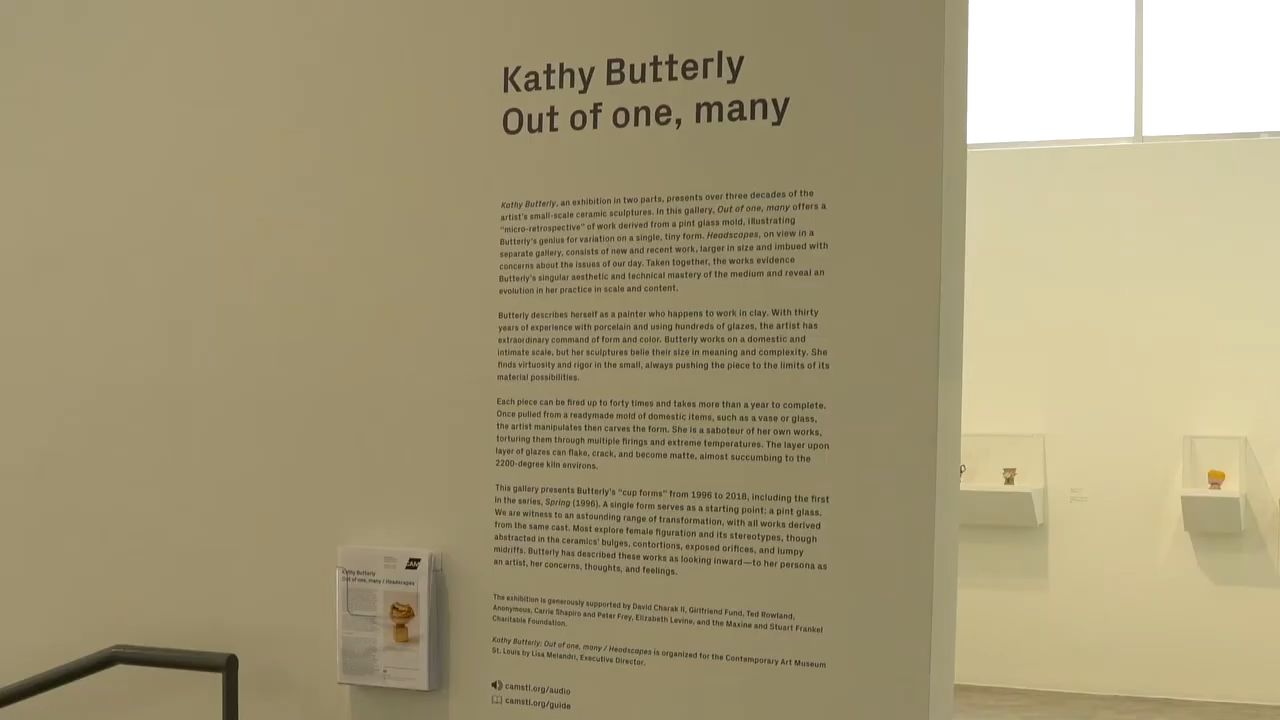 Kathy Butterly
Out of one, many
Kathy Butterly, an exhibition in two parts, presents over three decades of the
artist's small-scale ceramic sculptures. In this gallery, Out of one, many offers a
"micro-retrospective" of work derived from a pint glass mold, illustrating
Butterly's genius for variation on a single, tiny form. Headscapes, on view in a
separate gallery, consists of new and recent work, larger in size and imbued with
concerns about the issues of our day. Taken together, the works evidence
Butterly's singular aesthetic and technical mastery of the medium and reveal an
evolution in her practice in scale and content.
Butterly describes herself as a painter who happens to work in clay. With thirty
years of experience with porcelain and using hundreds of glazes, the artist has
extraordinary command of form and color. Butterly works on a domestic and
intimate scale, but her sculptures belie their size in meaning and complexity. She
finds virtuosity and rigor in the small, always pushing the piece to the limits of its
material possibilities.
Each piece can be fired up to forty times and takes more than a year to complete.
Once pulled from a readymade mold of domestic items, such as a vase or glass,
the artist manipulates then carves the form. She is a saboteur of her own works,
torturing them through multiple firings and extreme temperatures. The layer upon
layer of glazes can flake, crack, and become matte, almost succumbing to the
2200-degree kiln environs.
This gallery presents Butterly's "cup forms" from 1996 to 2018, including the first
in the series, Spring (1996). A single form serves as a starting point: a pint glass.
We are witness to an astounding range of transformation, with all works derived
from the same cast. Most explore female figuration and its stereotypes, though
abstracted in the ceramics' bulges, contortions, exposed orifices, and lumpy
midriffs. Butterly has described these works as looking inward—to her persona as
an artist, her concerns, thoughts, and feelings.
The exhibition is generously supported by David Charak II, Girlfriend Fund, Ted Rowland,
Anonymous, Carrie Shapiro and Peter Frey, Elizabeth Levine, and the Maxine and Stuart Frankel
Charitable Foundation.
Kathy Butterly: Out of one, many / Headscapes is organized for the Contemporary Art Museum
St. Louis by Lisa Melandri, Executive Director.
camstl.org/audio
camstl.org/guide
CAM
Kathy Butterly
Out of one, many / Headscapes